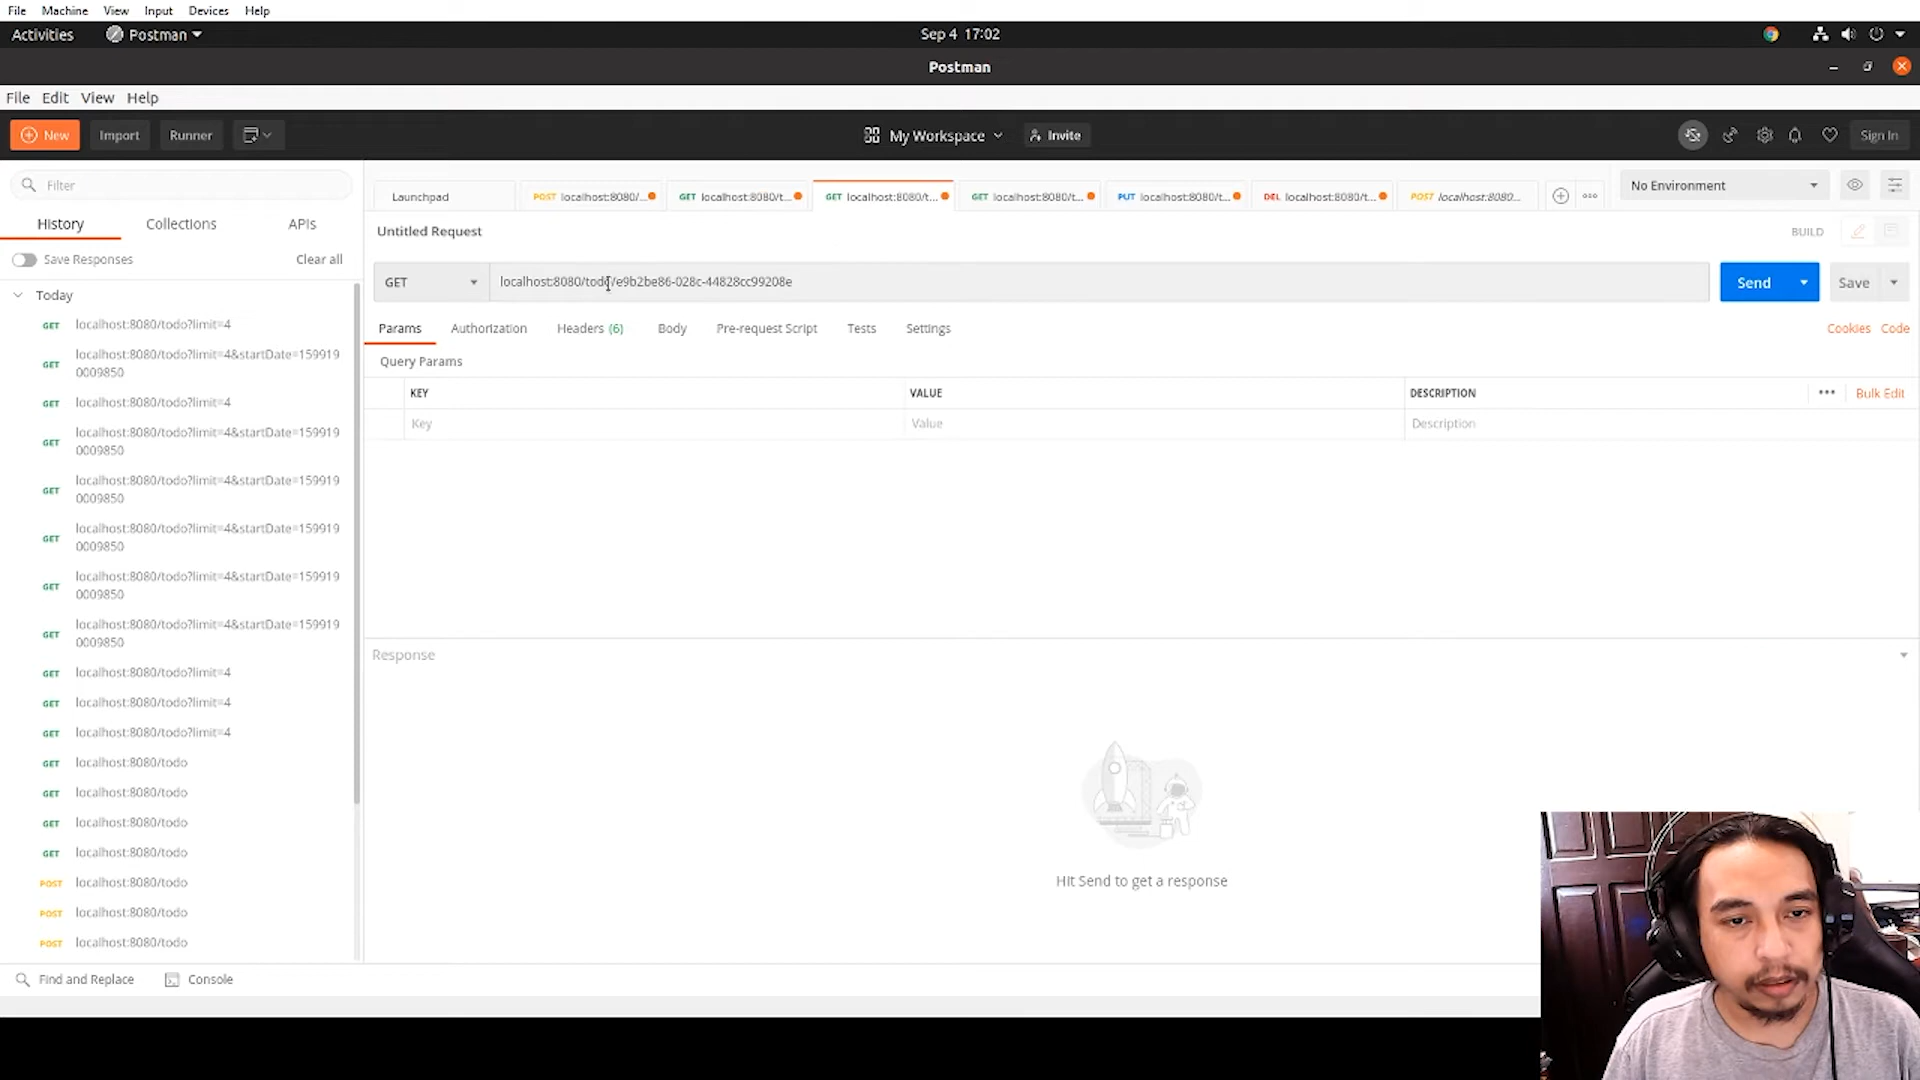 File Machine View Input Devices Help
Activities Postman Sep 4 17:02
Postman
File Edit View Help
New Import Runner My Workspace Invite Sign In
Filter
History Collections APIs
Save Responses Clear all
Today
GET localhost:8080/todo?limit=4
GET localhost:8080/todo?limit=4&startDate=159919
0009850
GET localhost:8080/todo?limit=4
GET localhost:8080/todo?limit=4&startDate=159919
0009850
GET localhost:8080/todo?limit=4&startDate=159919
0009850
GET localhost:8080/todo?limit=4&startDate=159919
0009850
GET localhost:8080/todo?limit=4&startDate=159919
0009850
GET localhost:8080/todo?limit=4&startDate=159919
0009850
GET localhost:8080/todo?limit=4
GET localhost:8080/todo?limit=4
GET localhost:8080/todo?limit=4
GET localhost:8080/todo
GET localhost:8080/todo
GET localhost:8080/todo
GET localhost:8080/todo
POST localhost:8080/todo
POST localhost:8080/todo
POST localhost:8080/todo
Find and Replace Console
Launchpad POST localhost:8080/... GET localhost:8080/t... GET localhost:8080/t... GET localhost:8080/t... PUT localhost:8080/t... DEL localhost:8080/t... POST localhost:8080... No Environment
Untitled Request BUILD
GET localhost:8080/todo/e9b2be86-028c-44828cc99208e Send Save
Params Authorization Headers (6) Body Pre-request Script Tests Settings Cookies Code
Query Params
KEY VALUE DESCRIPTION Bulk Edit
Key Value Description
Response
Hit Send to get a response